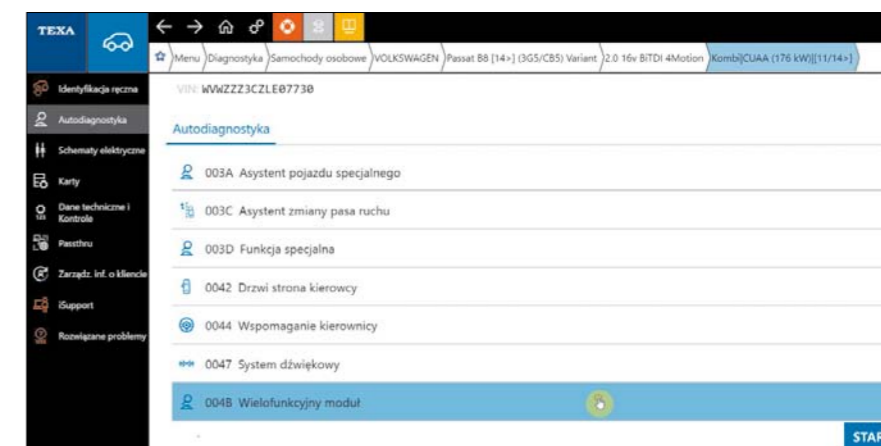 TEXA
Menu Diagnostyka Samochody osobowe VOLKSWAGEN Passat B8 [14>] (3G5/CB5) Variant 2.0 16v BiTDI 4Motion Kombi|CUAA (176 kW)|[11/14>]
VIN: WVWZZZ3CZLE07730
Identyfikacja ręczna
Autodiagnostyka
Schematy elektryczne
Karty
Dane techniczne i
Kontrole
Passthru
Zarządz. inf. o kliencie
iSupport
Rozwiązane problemy
Autodiagnostyka
003A Asystent pojazdu specjalnego
003C Asystent zmiany pasa ruchu
003D Funkcja specjalna
0042 Drzwi strona kierowcy
0044 Wspomaganie kierownicy
0047 System dźwiękowy
004B Wielofunkcyjny moduł
STAR